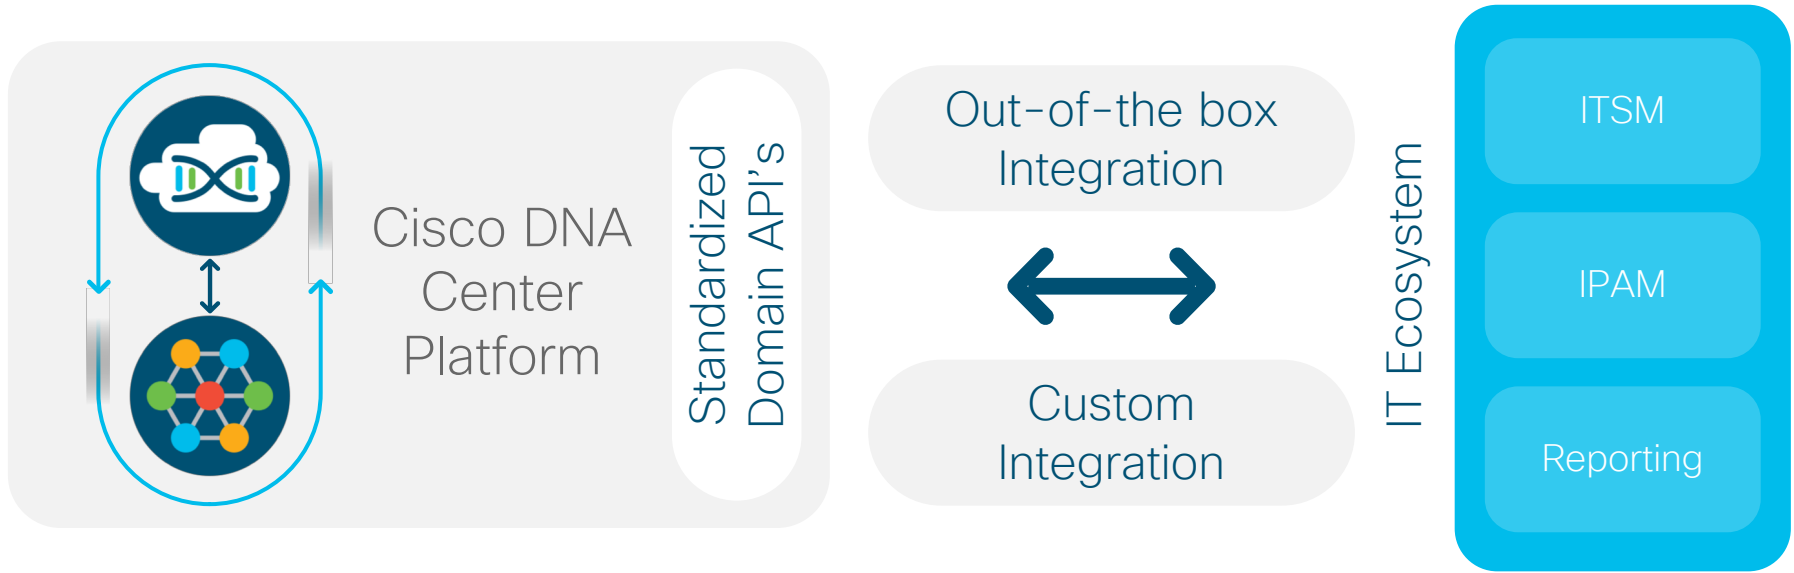 Cisco DNA
Center
Platform
Standardized
Domain API's
Out-of-the box
Integration
Custom
Integration
IT Ecosystem
ITSM
IPAM
Reporting